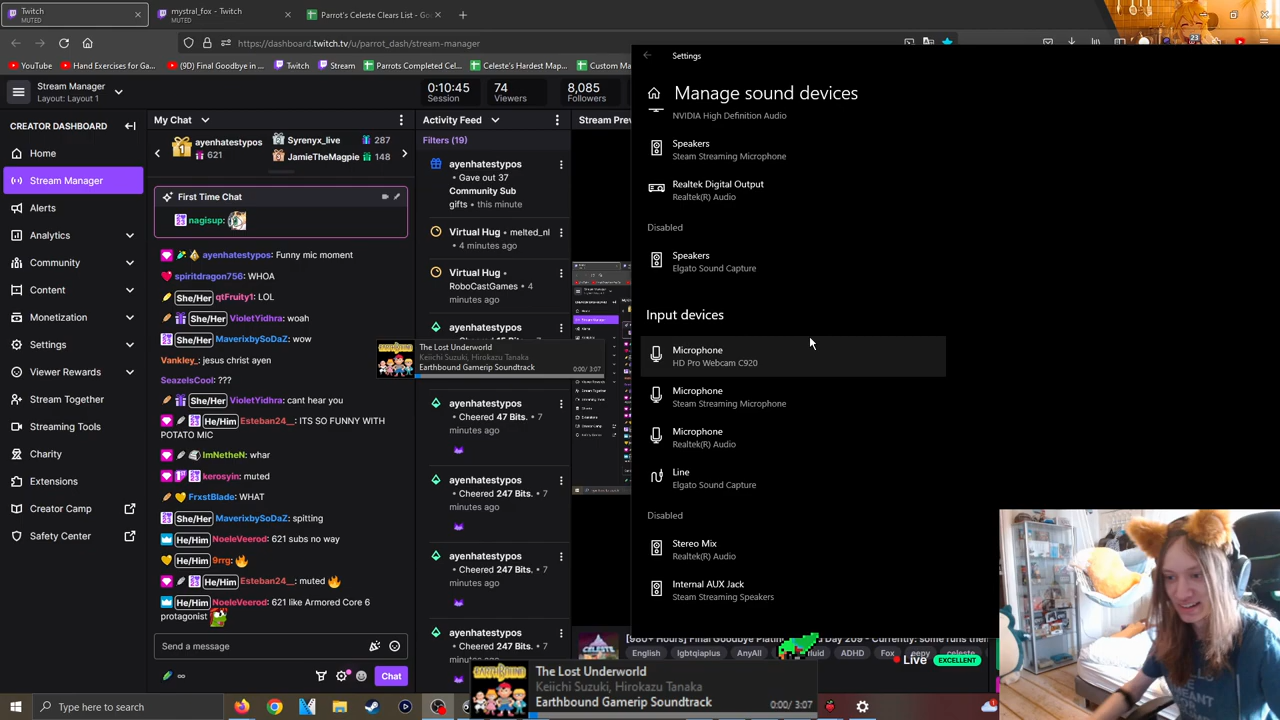 Twitch
MUTED
mystral_fox - Twitch
MUTED
Parrot's Celeste Clears List - Go
https://dashboard.twitch.tv/u/parrot_dash/stream-manager
23
YouTube
Hand Exercises for Ga...
(9D) Final Goodbye in ...
Twitch
Stream
Parrots Completed Cel...
Celeste's Hardest Map...
Custom Ma
Stream Manager
Layout: Layout 1
0:10:45
Session
74
Viewers
8,085
Followers
CREATOR DASHBOARD
Home
Stream Manager
Alerts
Analytics
Community
Content
Monetization
Settings
Viewer Rewards
Stream Together
Streaming Tools
Charity
Extensions
Creator Camp
Safety Center
My Chat
1
ayenhatestypos
621
Syrenyx_live
287
JamieTheMagpie
148
First Time Chat
nagisup:
ayenhatestypos: Funny mic moment
spiritdragon756: WHOA
She/Her qtFruity1: LOL
She/Her VioletYidhra: woah
She/Her MaverixbySoDaZ: wow
Vankley_: jesus christ ayen
SeazelsCool: ???
She/Her VioletYidhra: cant hear you
He/Him Esteban24__: ITS SO FUNNY WITH
POTATO MIC
ImNetheN: whar
kerosyin: muted
FrxstBlade: WHAT
She/Her MaverixbySoDaZ: spitting
He/Him NoeleVeerod: 621 subs no way
He/Him 9rrg:
He/Him Esteban24__: muted
He/Him NoeleVeerod: 621 like Armored Core 6
protagonist
Send a message
Chat
Activity Feed
Filters (19)
ayenhatestypos
• Gave out 37
Community Sub
gifts • this minute
Virtual Hug • melted_nl
• 4 minutes ago
Virtual Hug •
RoboCastGames • 4
minutes ago
ayenhatestypos
The Lost Underworld
Keiichi Suzuki, Hirokazu Tanaka
Earthbound Gamerip Soundtrack
0:00/ 3:07
ayenhatestypos
• Cheered 47 Bits. • 7
minutes ago
ayenhatestypos
• Cheered 247 Bits. • 7
minutes ago
ayenhatestypos
• Cheered 247 Bits. • 7
minutes ago
ayenhatestypos
• Cheered 247 Bits. • 7
Stream Prev
Settings
Manage sound devices
NVIDIA High Definition Audio
Speakers
Steam Streaming Microphone
Realtek Digital Output
Realtek(R) Audio
Disabled
Speakers
Elgato Sound Capture
Input devices
Microphone
HD Pro Webcam C920
Microphone
Steam Streaming Microphone
Microphone
Realtek(R) Audio
Line
Elgato Sound Capture
Disabled
Stereo Mix
Realtek(R) Audio
Internal AUX Jack
Steam Streaming Speakers
English
lgbtqiaplus
AnyAll
ADHD
Fox
eepy
celeste
Live
EXCELLENT
The Lost Underworld
Keiichi Suzuki, Hirokazu Tanaka
Earthbound Gamerip Soundtrack
0:00/ 3:07
Type here to search